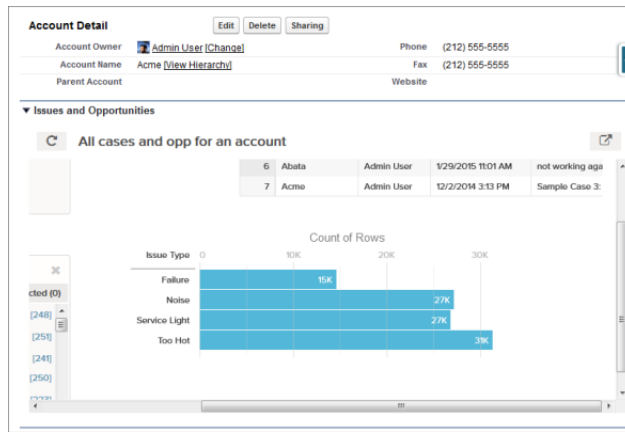 Account Detail Edit Delete Sharing
Account Owner Admin User [Change] Phone (212) 555-5555
Account Name Acme [View Hierarchy] Fax (212) 555-5555
Parent Account Website
Issues and Opportunities
All cases and opp for an account
6 Abata Admin User 1/29/2015 11:01 AM not working aga
7 Acme Admin User 12/2/2014 3:13 PM Sample Case 3:
Count of Rows
Issue Type 0 10K 20K 30K
Failure 15K
cted (0)
Noise 27K
[248]
Service Light 27K
[251]
Too Hot 31K
[241]
[250]